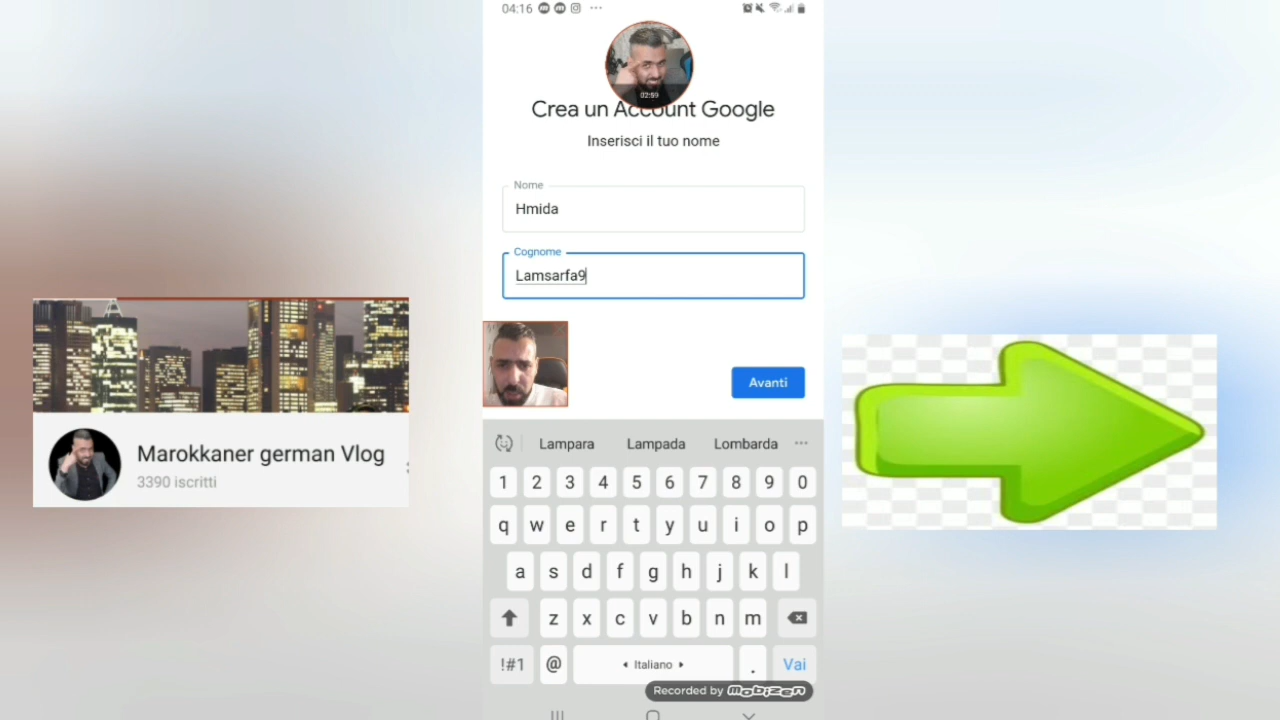 04:16
02:59
Crea un Account Google
Inserisci il tuo nome
Nome
Hmida
Cognome
Lamsarfa9
Avanti
Marokkaner german Vlog
3390 iscritti
Lampara Lampada Lombarda
1 2 3 4 5 6 7 8 9 0
q w e r t y u i o p
a s d f g h j k l
z x c v b n m
!#1 @ Italiano . Vai
Recorded by mobizen